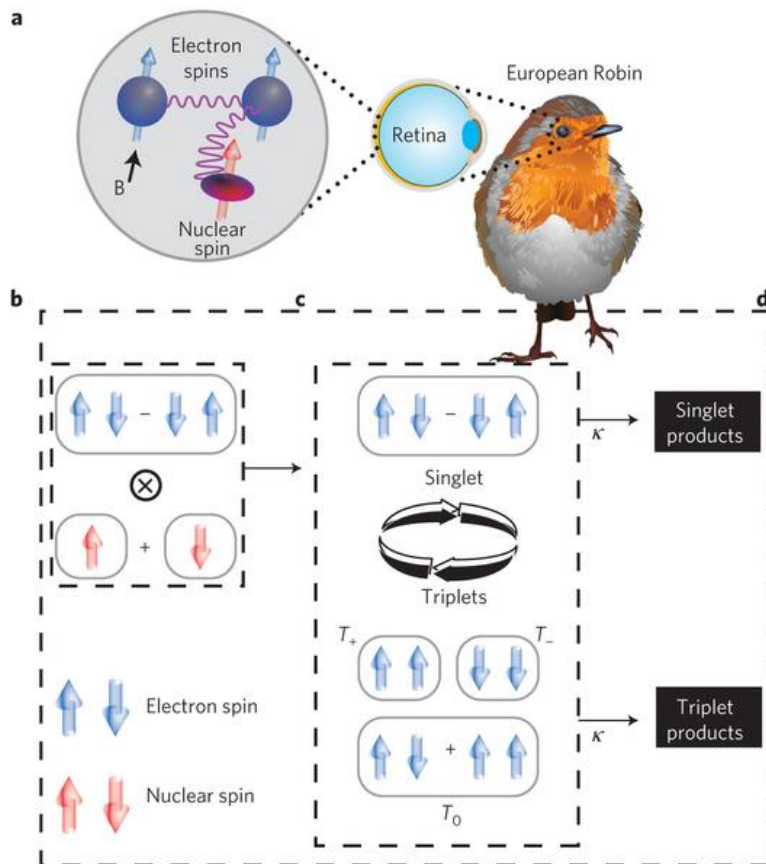 a
Electron
spins
B
Nuclear
spin
Retina
European Robin
b
c
d
-
⊗
+
Electron spin
Nuclear spin
-
Singlet
Triplets
T+
T−
+
T0
κ
Singlet
products
κ
Triplet
products